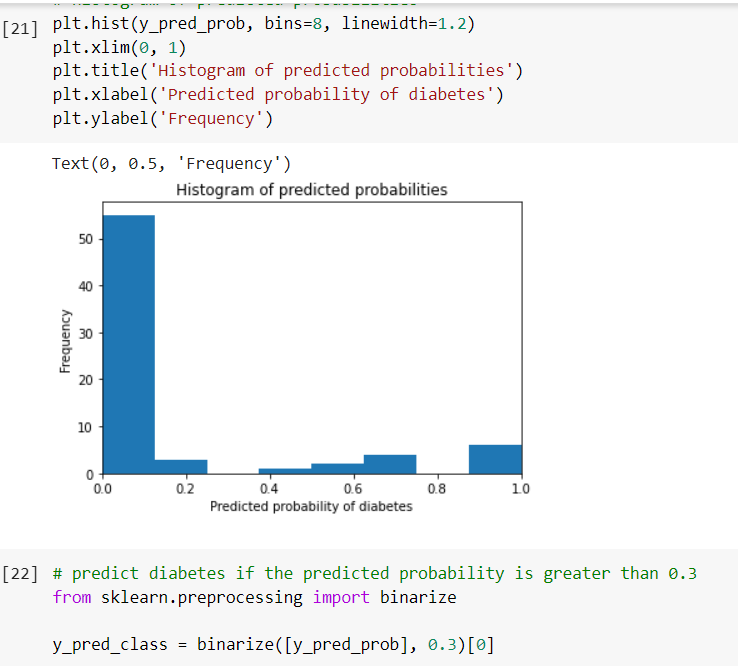 [21] plt.hist(y_pred_prob, bins=8, linewidth=1.2)
plt.xlim(0, 1)
plt.title('Histogram of predicted probabilities')
plt.xlabel('Predicted probability of diabetes')
plt.ylabel('Frequency')
Text(0, 0.5, 'Frequency')
Histogram of predicted probabilities
50
40
30
20
10
0
Frequency
0.0 0.2 0.4 0.6 0.8 1.0
Predicted probability of diabetes
[22] # predict diabetes if the predicted probability is greater than 0.3
from sklearn.preprocessing import binarize
y_pred_class = binarize([y_pred_prob], 0.3)[0]